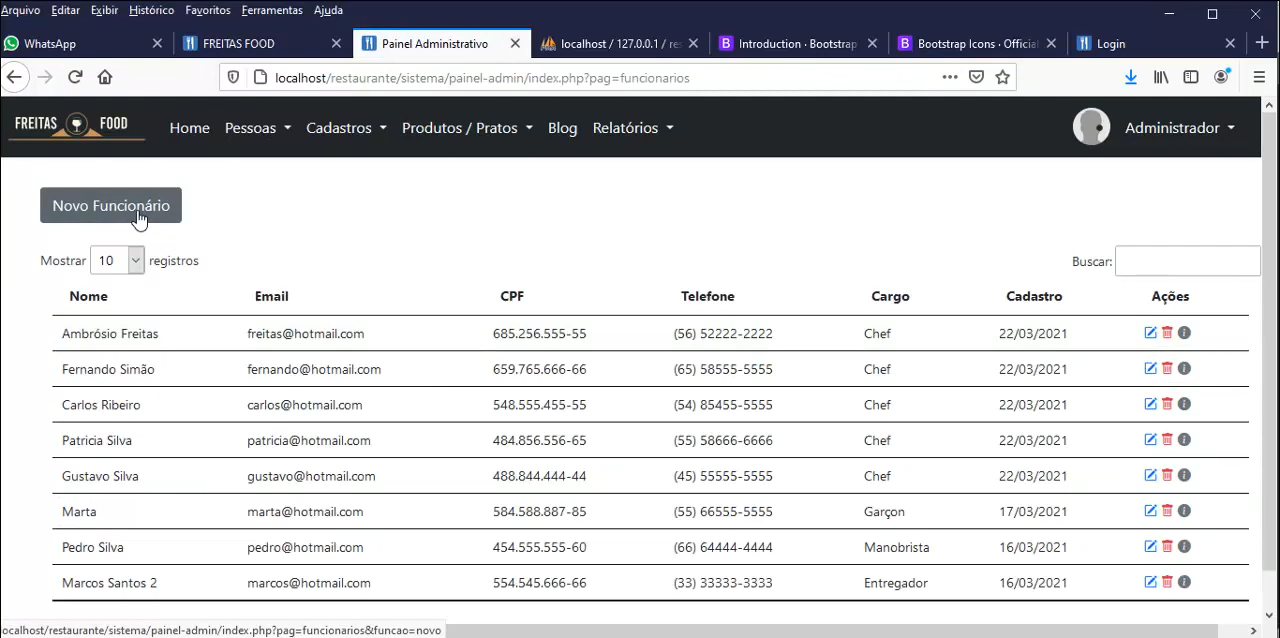 Arquivo Editar Exibir Histórico Favoritos Ferramentas Ajuda
WhatsApp FREITAS FOOD Painel Administrativo localhost / 127.0.0.1 / res Introduction · Bootstrap Bootstrap Icons · Official Login
localhost/restaurante/sistema/painel-admin/index.php?pag=funcionarios
FREITAS FOOD Home Pessoas Cadastros Produtos / Pratos Blog Relatórios Administrador
Novo Funcionário
Mostrar 10 registros Buscar:
Nome Email CPF Telefone Cargo Cadastro Ações
Ambrósio Freitas freitas@hotmail.com 685.256.555-55 (56) 52222-2222 Chef 22/03/2021
Fernando Simão fernando@hotmail.com 659.765.666-66 (65) 58555-5555 Chef 22/03/2021
Carlos Ribeiro carlos@hotmail.com 548.555.455-55 (54) 85455-5555 Chef 22/03/2021
Patricia Silva patricia@hotmail.com 484.856.556-65 (55) 58666-6666 Chef 22/03/2021
Gustavo Silva gustavo@hotmail.com 488.844.444-44 (45) 55555-5555 Chef 22/03/2021
Marta marta@hotmail.com 584.588.887-85 (55) 66555-5555 Garçon 17/03/2021
Pedro Silva pedro@hotmail.com 454.555.555-60 (66) 64444-4444 Manobrista 16/03/2021
Marcos Santos 2 marcos@hotmail.com 554.545.666-66 (33) 33333-3333 Entregador 16/03/2021
ocalhost/restaurante/sistema/painel-admin/index.php?pag=funcionarios&funcao=novo